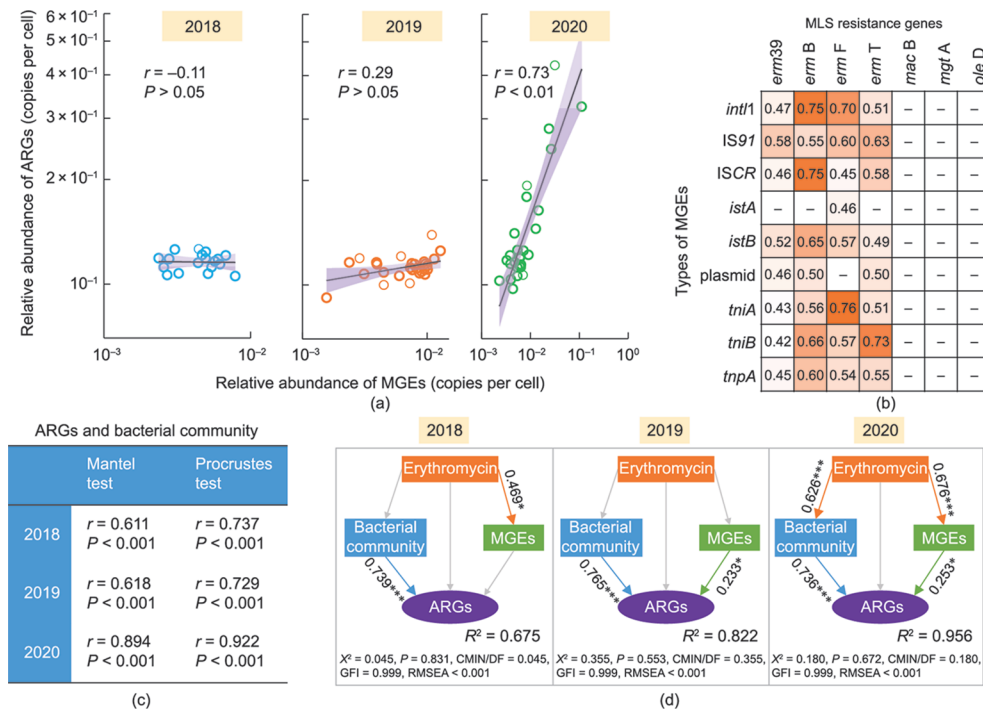 2018
2019
2020
6 × 10⁻¹
4 × 10⁻¹
3 × 10⁻¹
2 × 10⁻¹
10⁻¹
Relative abundance of ARGs (copies per cell)
r = –0.11
P > 0.05
r = 0.29
P > 0.05
r = 0.73
P < 0.01
10⁻³ 10⁻² 10⁻³ 10⁻² 10⁻³ 10⁻² 10⁻¹ 10⁰
Relative abundance of MGEs (copies per cell)
(a)
MLS resistance genes
erm39 erm B erm F erm T mac B mgt A ole D
Types of MGEs
intI1 0.47 0.75 0.70 0.51 – – –
IS91 0.58 0.55 0.60 0.63 – – –
ISCR 0.46 0.75 0.45 0.58 – – –
istA – – 0.46 – – – –
istB 0.52 0.65 0.57 0.49 – – –
plasmid 0.46 0.50 – 0.50 – – –
tniA 0.43 0.56 0.76 0.51 – – –
tniB 0.42 0.66 0.57 0.73 – – –
tnpA 0.45 0.60 0.54 0.55 – – –
(b)
ARGs and bacterial community
Mantel
test
Procrustes
test
2018
r = 0.611
P < 0.001
r = 0.737
P < 0.001
2019
r = 0.618
P < 0.001
r = 0.729
P < 0.001
2020
r = 0.894
P < 0.001
r = 0.922
P < 0.001
(c)
2018
Erythromycin
0.469*
Bacterial
community
MGEs
0.739***
ARGs
R² = 0.675
X² = 0.045, P = 0.831, CMIN/DF = 0.045,
GFI = 0.999, RMSEA < 0.001
2019
Erythromycin
Bacterial
community
MGEs
0.765***
0.233*
ARGs
R² = 0.822
X² = 0.355, P = 0.553, CMIN/DF = 0.355,
GFI = 0.999, RMSEA < 0.001
2020
Erythromycin
0.626***
0.676***
Bacterial
community
MGEs
0.736***
0.253*
ARGs
R² = 0.956
X² = 0.180, P = 0.672, CMIN/DF = 0.180,
GFI = 0.999, RMSEA < 0.001
(d)